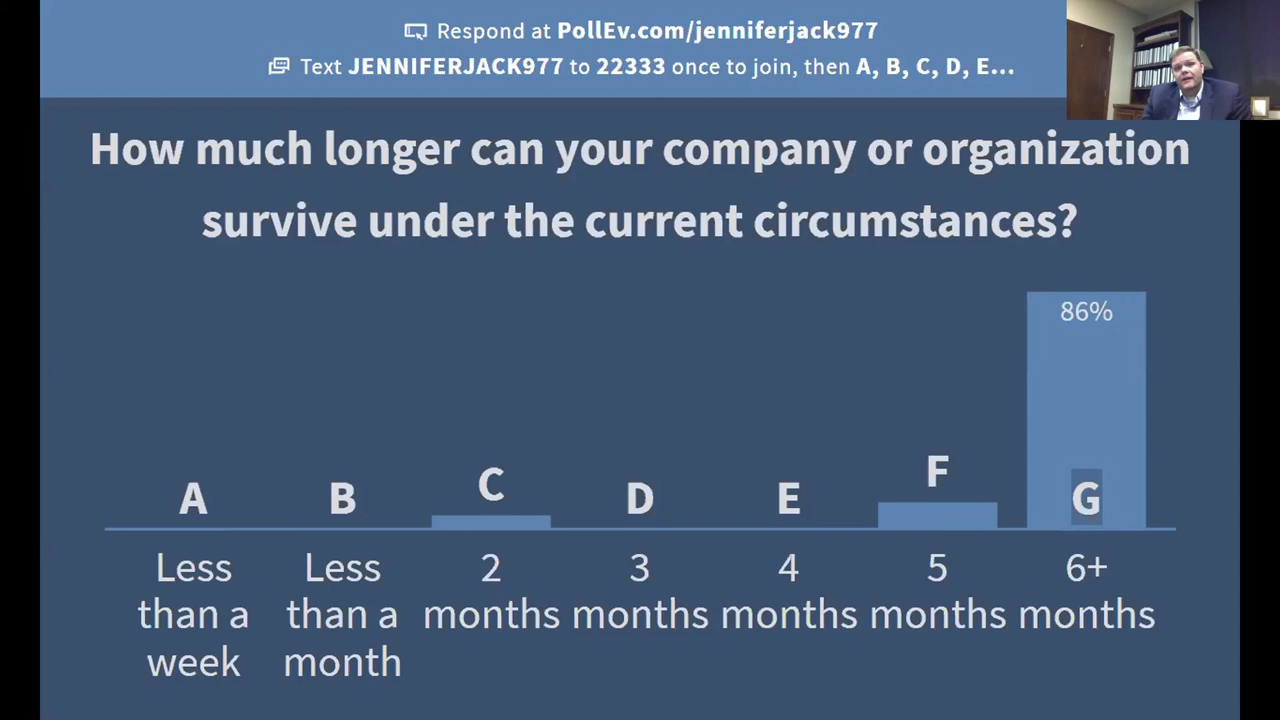 Respond at PollEv.com/jenniferjack977
Text JENNIFERJACK977 to 22333 once to join, then A, B, C, D, E...
How much longer can your company or organization
survive under the current circumstances?
86%
A B C D E F G
Less than a week
Less than a month
2 months
3 months
4 months
5 months
6+ months